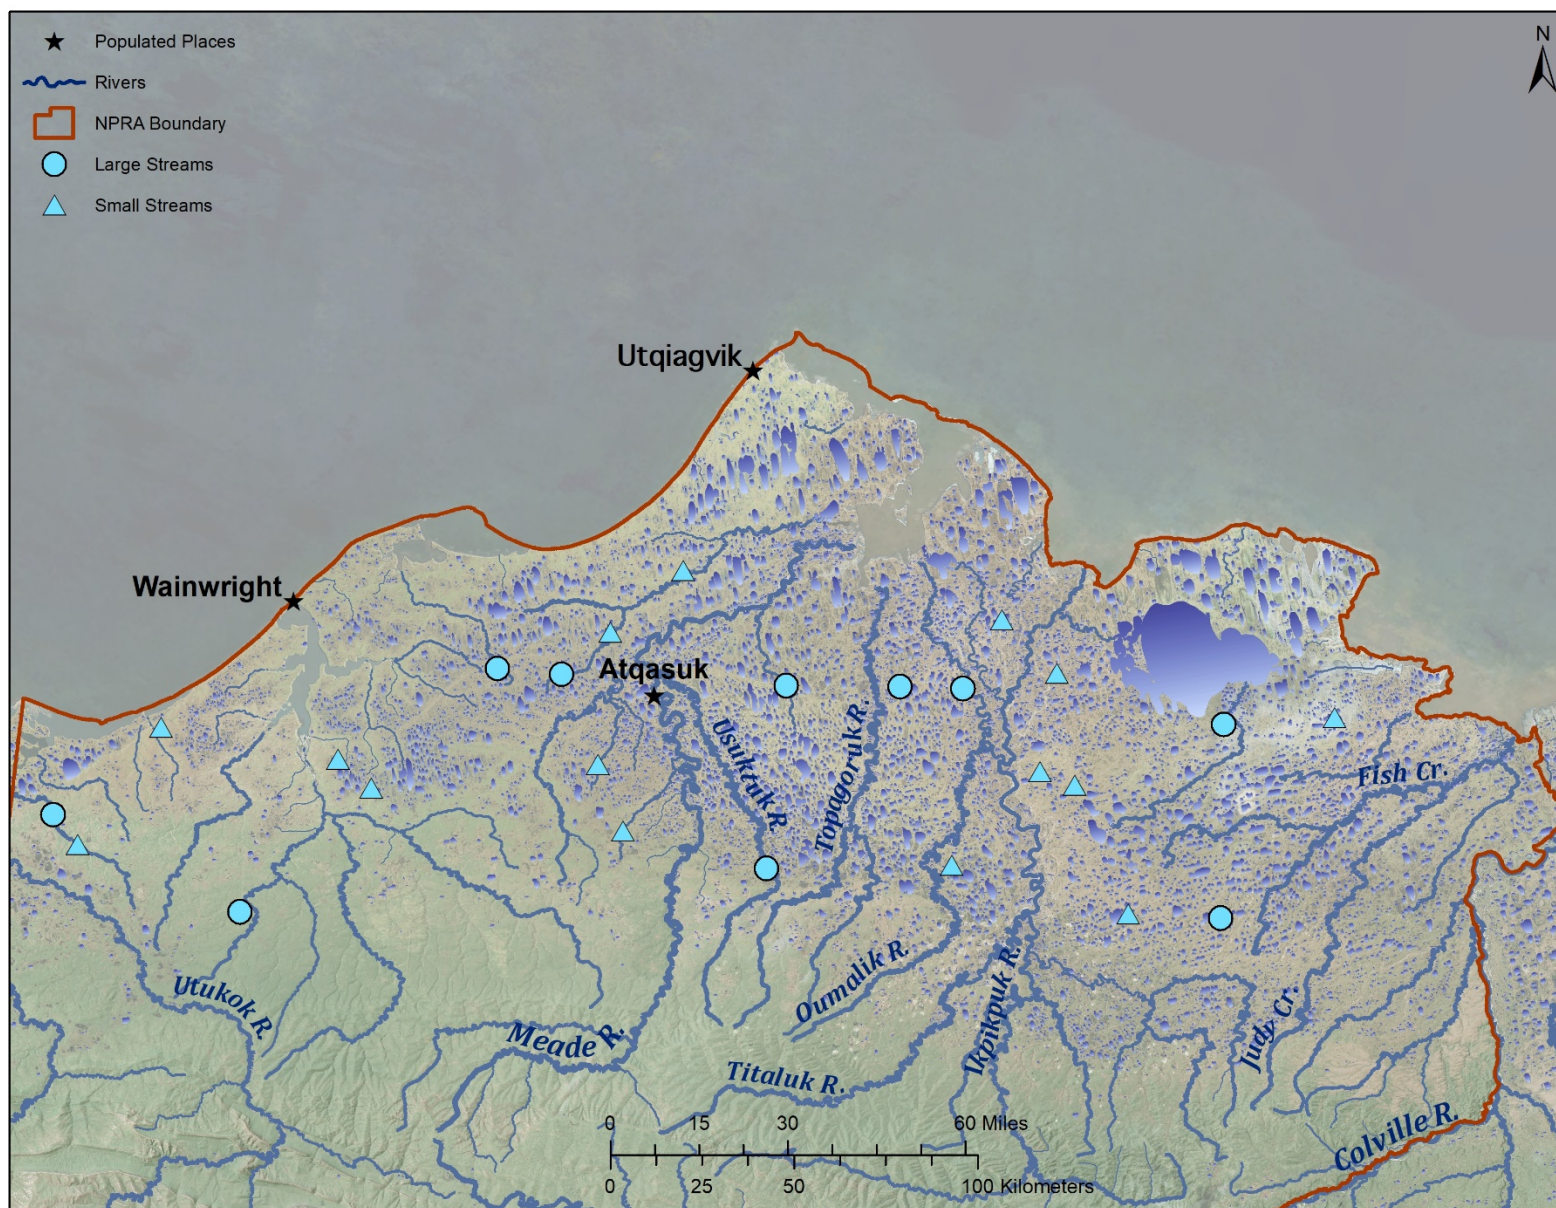 Populated Places
Rivers
NPRA Boundary
Large Streams
Small Streams
N
Utqiagvik
Wainwright
Atqasuk
Usuktuk R.
Topagoruk R.
Fish Cr.
Utukok R.
Meade R.
Oumalik R.
Titaluk R.
Ikpikpuk R.
Judy Cr.
Colville R.
0 15 30 60 Miles
0 25 50 100 Kilometers